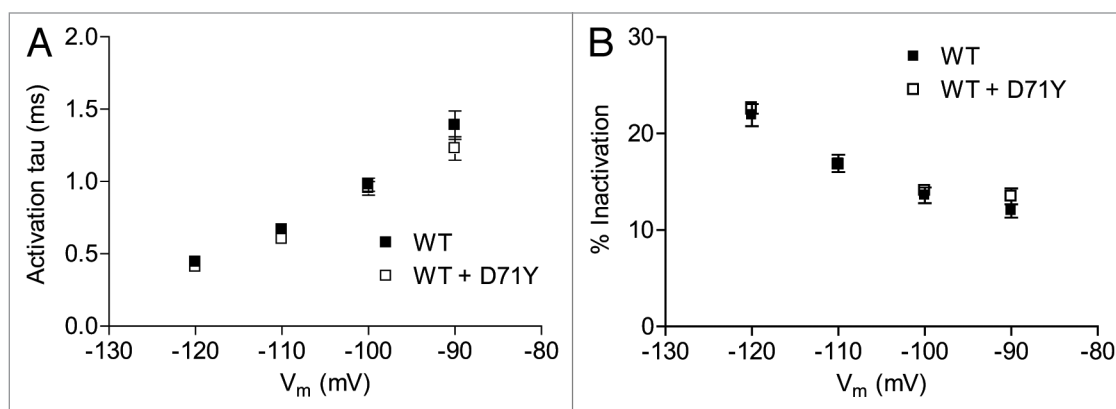 A
Activation tau (ms)
2.0
1.5
1.0
0.5
0.0
WT
WT + D71Y
-130 -120 -110 -100 -90 -80
Vm (mV)
B
% Inactivation
30
20
10
0
WT
WT + D71Y
-130 -120 -110 -100 -90 -80
Vm (mV)